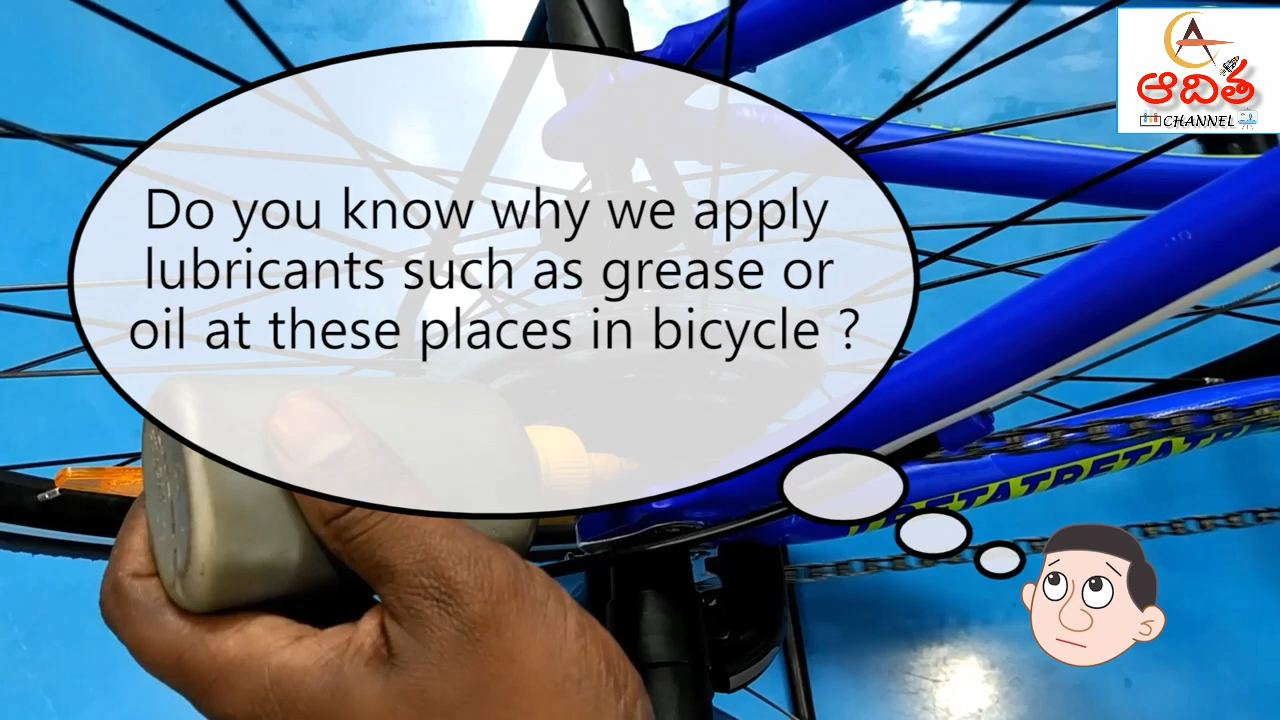 ఆదిత్య
CHANNEL
Do you know why we apply
lubricants such as grease or
oil at these places in bicycle ?
TRETATRETATRE